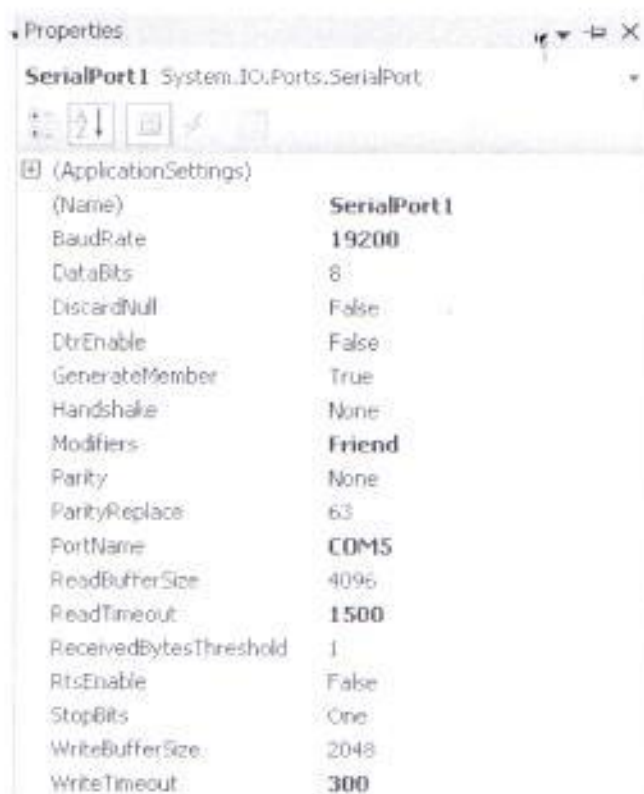 Properties
SerialPort1 System.IO.Ports.SerialPort
(ApplicationSettings)
(Name) SerialPort1
BaudRate 19200
DataBits 8
DiscardNull False
DtrEnable False
GenerateMember True
Handshake None
Modifiers Friend
Parity None
ParityReplace 63
PortName COM5
ReadBufferSize 4096
ReadTimeout 1500
ReceivedBytesThreshold 1
RtsEnable False
StopBits One
WriteBufferSize 2048
WriteTimeout 300